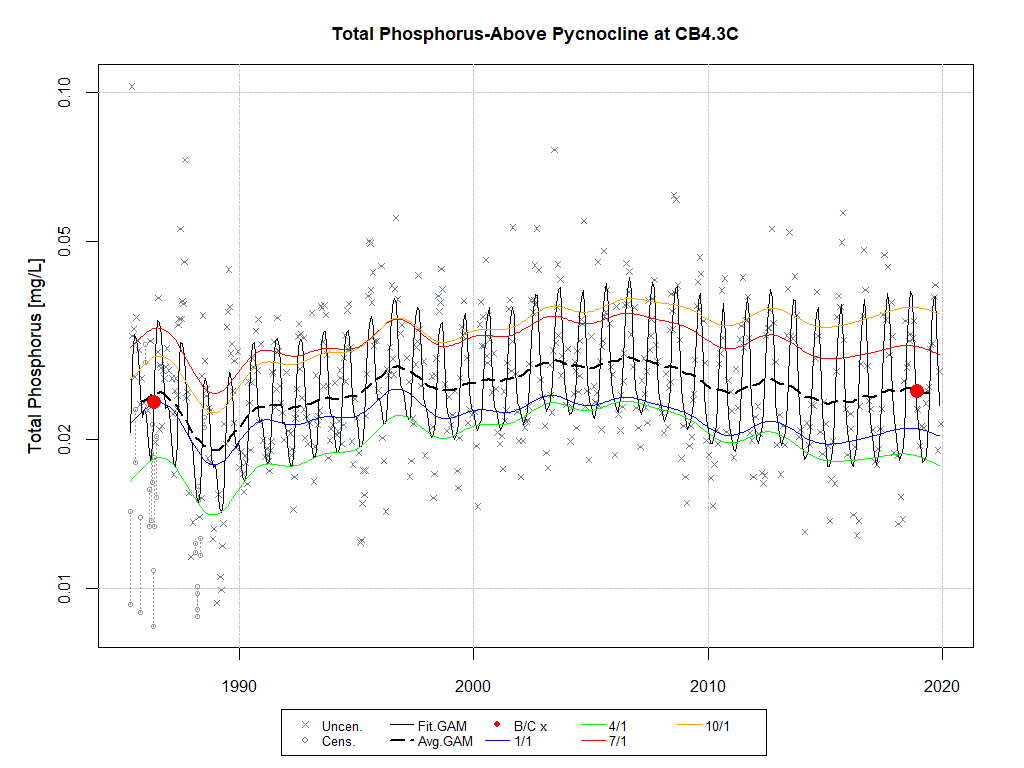 Total Phosphorus-Above Pycnocline at CB4.3C
Total Phosphorus [mg/L]
0.10
0.05
0.02
0.01
1990 2000 2010 2020
Uncen. Fit.GAM B/C x 4/1 10/1
Cens. Avg.GAM 1/1 7/1